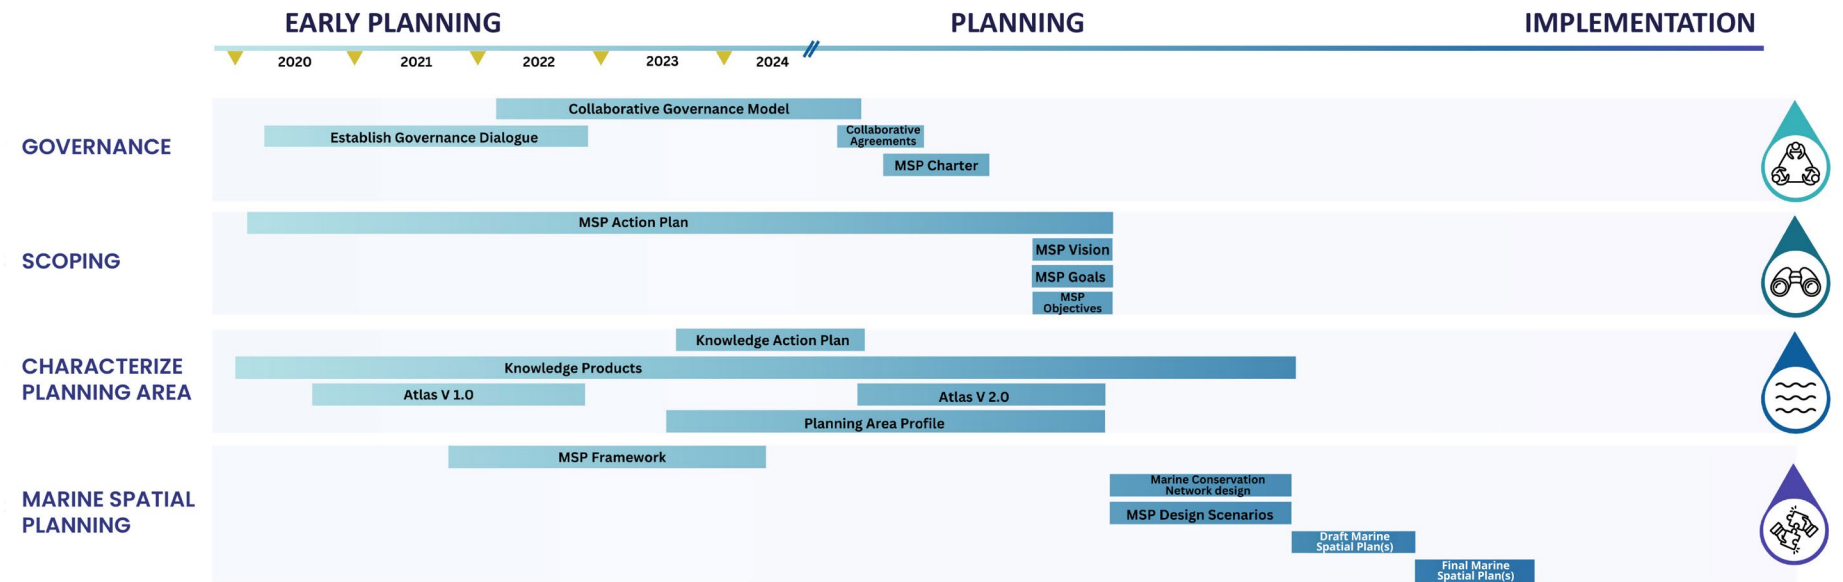 EARLY PLANNING
PLANNING
IMPLEMENTATION
2020
2021
2022
2023
2024
GOVERNANCE
Collaborative Governance Model
Establish Governance Dialogue
Collaborative
Agreements
MSP Charter
SCOPING
MSP Action Plan
MSP Vision
MSP Goals
MSP
Objectives
CHARACTERIZE
PLANNING AREA
Knowledge Action Plan
Knowledge Products
Atlas V 1.0
Atlas V 2.0
Planning Area Profile
MARINE SPATIAL
PLANNING
MSP Framework
Marine Conservation
Network design
MSP Design Scenarios
Draft Marine
Spatial Plan(s)
Final Marine
Spatial Plan(s)